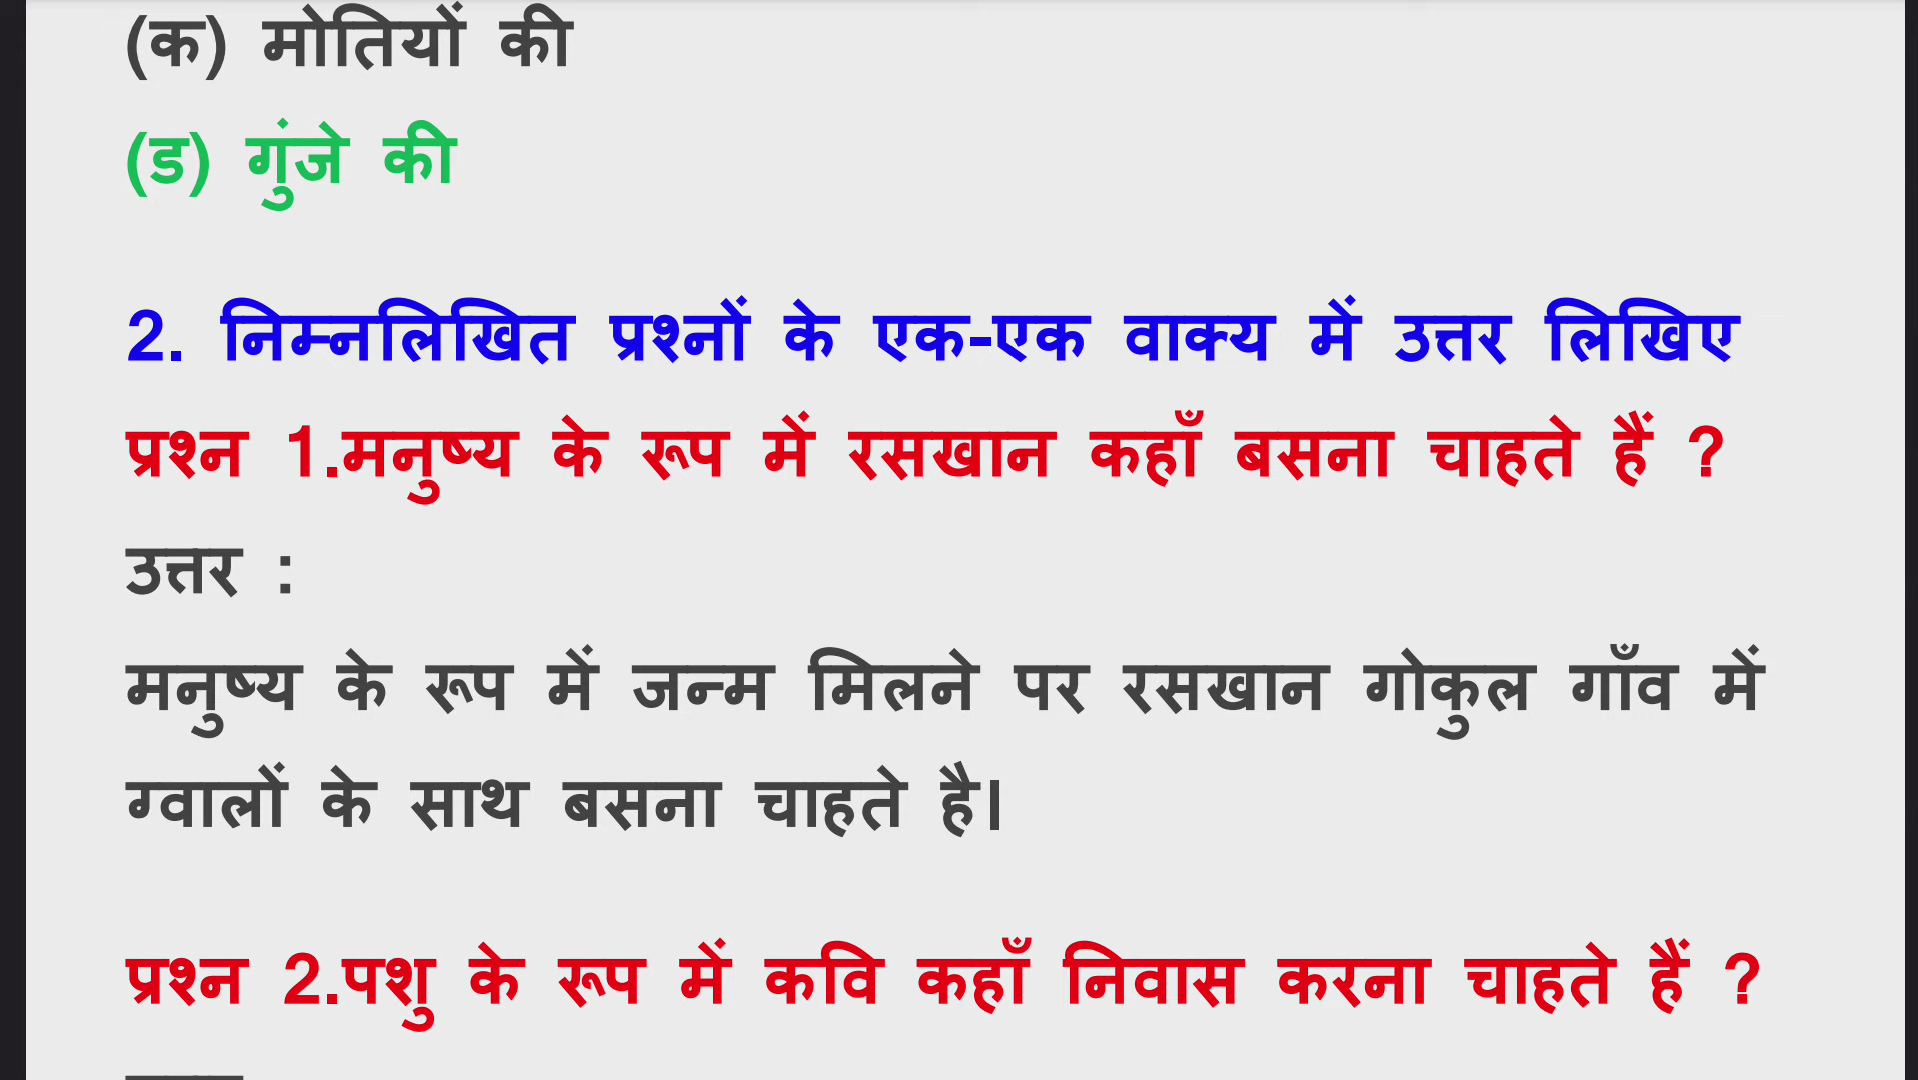 (क) मोतियों की
(ड) गुंजे की
2. निम्नलिखित प्रश्नों के एक-एक वाक्य में उत्तर लिखिए
प्रश्न 1.मनुष्य के रूप में रसखान कहाँ बसना चाहते हैं ?
उत्तर :
मनुष्य के रूप में जन्म मिलने पर रसखान गोकुल गाँव में
ग्वालों के साथ बसना चाहते है।
प्रश्न 2.पशु के रूप में कवि कहाँ निवास करना चाहते हैं ?